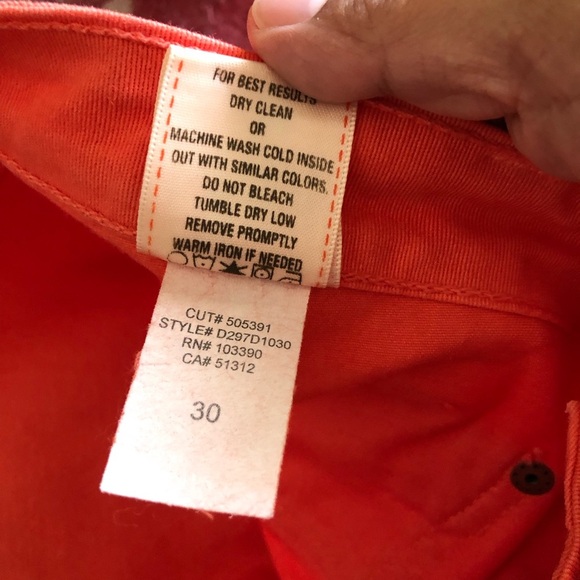 FOR BEST RESULTS
DRY CLEAN
OR
MACHINE WASH COLD INSIDE
OUT WITH SIMILAR COLORS.
DO NOT BLEACH
TUMBLE DRY LOW
REMOVE PROMPTLY
WARM IRON IF NEEDED
CUT# 505391
STYLE# D297D1030
RN# 103390
CA# 51312
30